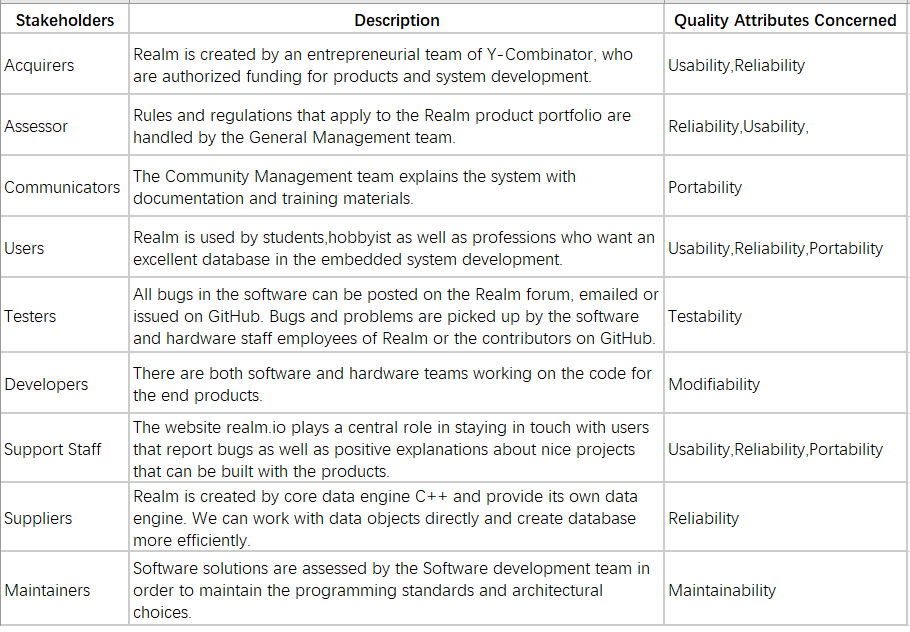 Stakeholders Description Quality Attributes Concerned
Acquirers
Realm is created by an entrepreneurial team of Y-Combinator, who
are authorized funding for products and system development.
Usability,Reliability
Assessor
Rules and regulations that apply to the Realm product portfolio are
handled by the General Management team.
Reliability,Usability,
Communicators
The Community Management team explains the system with
documentation and training materials.
Portability
Users
Realm is used by students,hobbyist as well as professions who want an
excellent database in the embedded system development.
Usability,Reliability,Portability
Testers
All bugs in the software can be posted on the Realm forum, emailed or
issued on GitHub. Bugs and problems are picked up by the software
and hardware staff employees of Realm or the contributors on GitHub.
Testability
Developers
There are both software and hardware teams working on the code for
the end products.
Modifiability
Support Staff
The website realm.io plays a central role in staying in touch with users
that report bugs as well as positive explanations about nice projects
that can be built with the products.
Usability,Reliability,Portability
Suppliers
Realm is created by core data engine C++ and provide its own data
engine. We can work with data objects directly and create database
more efficiently.
Reliability
Maintainers
Software solutions are assessed by the Software development team in
order to maintain the programming standards and architectural
choices.
Maintainability